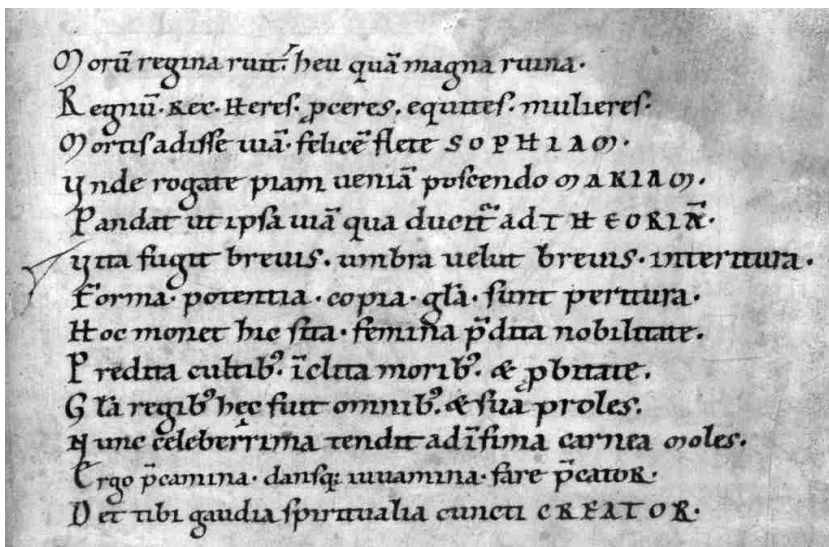 Morū regina ruit. heu quā magna ruina.
Regnū. Rex. Heres. pceres. equites. mulieres.
Mortis adisse uiā. felicē flete SOPHIAM.
Vnde rogate piam ueniā poscendo MARIAM.
Pandat ut ipsa uiā qua ducit᷑ ad THEORIĀ.
Vita fugit breuis. umbra uelut breuis. interitura.
Forma. potentia. copia. glā. sunt peritura.
Hoc monet hic sita. femina p̄dita nobilitate.
Predita cultib᷒. īclita morib᷒. & pbitate.
Glā regib᷒ hęc fuit omnib᷒. & sua proles.
Nunc celeberrima tendit ad īfima carnea moles.
Ergo p̄camina. dansq; iuuamina. fare p̄catoR.
Det tibi gaudia spiritualia cuncti CREATOR.